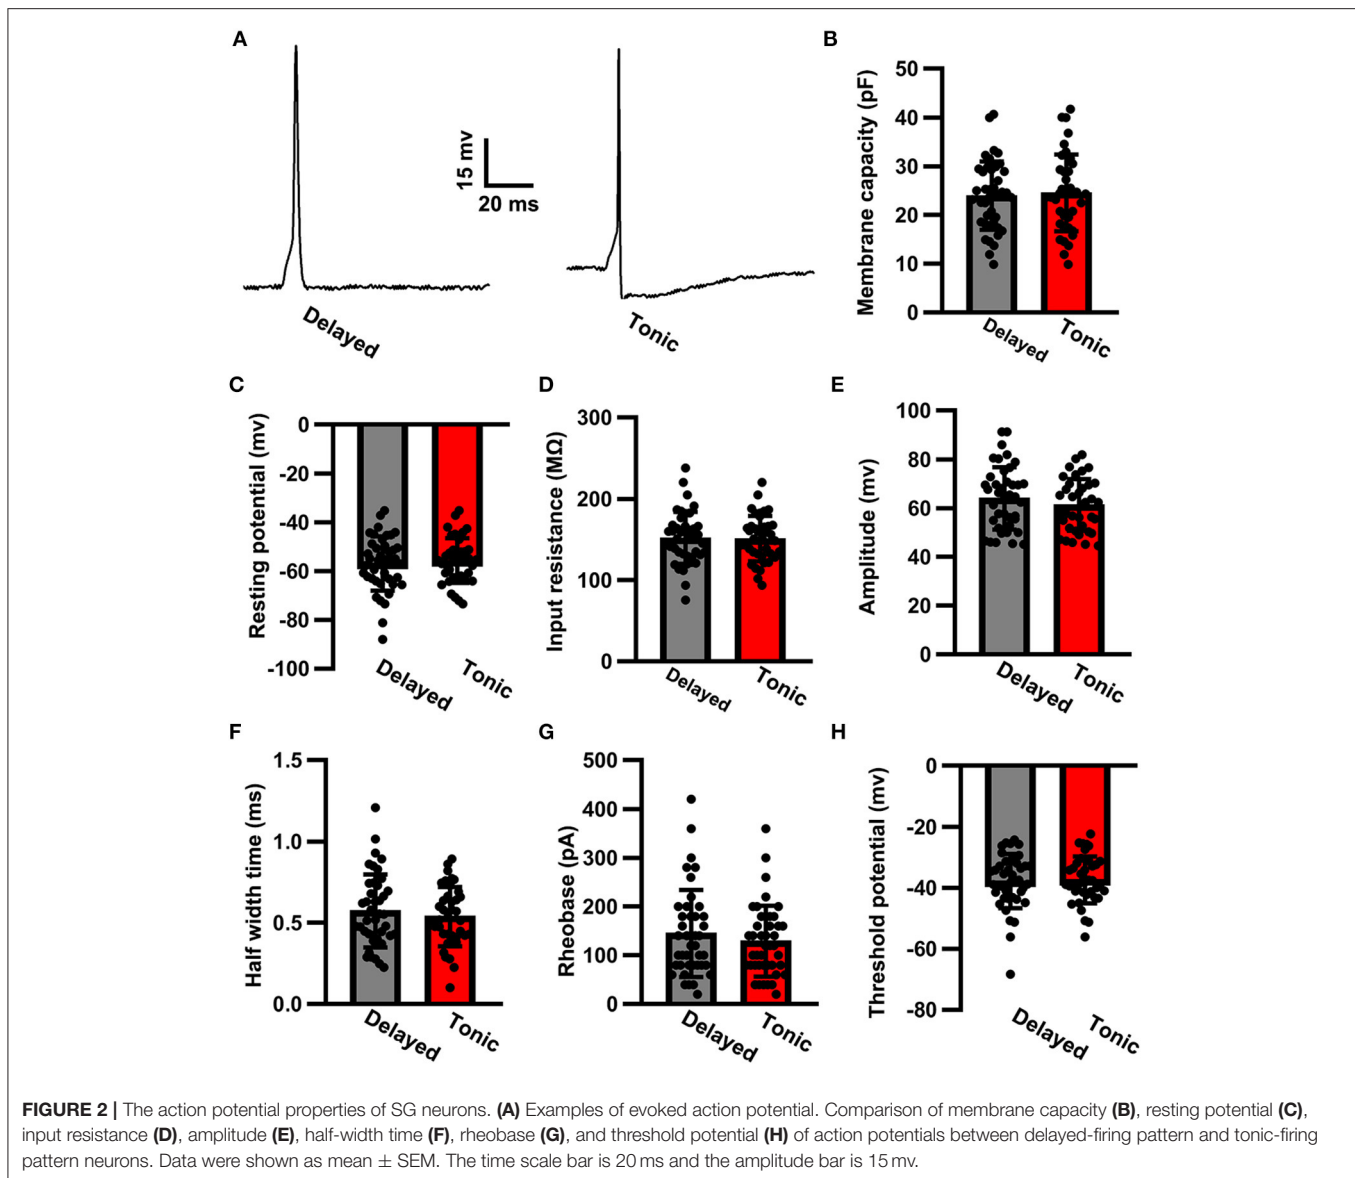 A
15 mv
20 ms
Delayed
Tonic
B
Membrane capacity (pF)
50
40
30
20
10
0
Delayed
Tonic
C
Resting potential (mv)
0
-20
-40
-60
-80
-100
Delayed
Tonic
D
Input resistance (MΩ)
300
200
100
0
Delayed
Tonic
E
Amplitude (mv)
100
80
60
40
20
0
Delayed
Tonic
F
Half width time (ms)
1.5
1.0
0.5
0.0
Delayed
Tonic
G
Rheobase (pA)
500
400
300
200
100
0
Delayed
Tonic
H
Threshold potential (mv)
0
-20
-40
-60
-80
Delayed
Tonic
FIGURE 2 | The action potential properties of SG neurons. (A) Examples of evoked action potential. Comparison of membrane capacity (B), resting potential (C),
input resistance (D), amplitude (E), half-width time (F), rheobase (G), and threshold potential (H) of action potentials between delayed-firing pattern and tonic-firing
pattern neurons. Data were shown as mean ± SEM. The time scale bar is 20 ms and the amplitude bar is 15 mv.